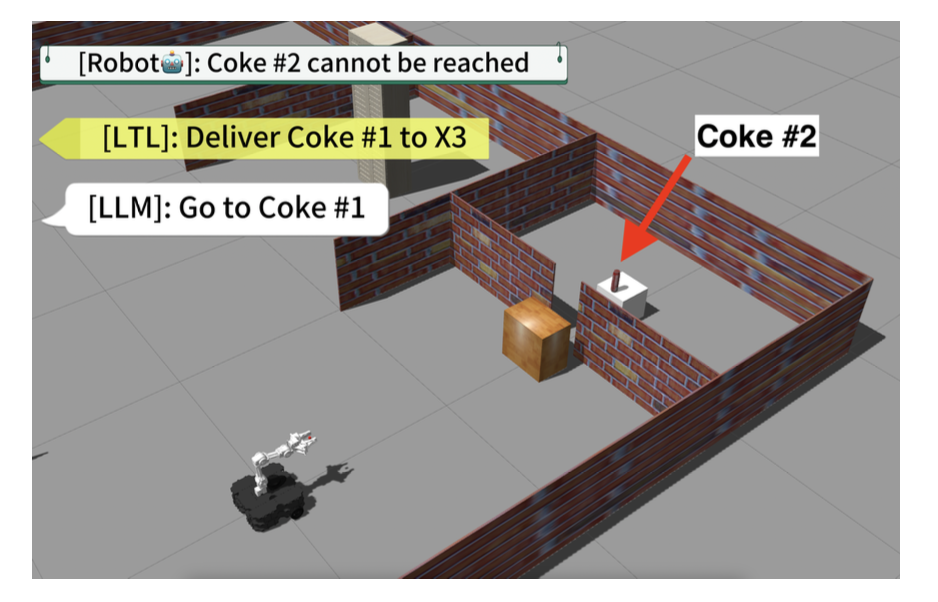 [Robot🤖]: Coke #2 cannot be reached
[LTL]: Deliver Coke #1 to X3
Coke #2
[LLM]: Go to Coke #1